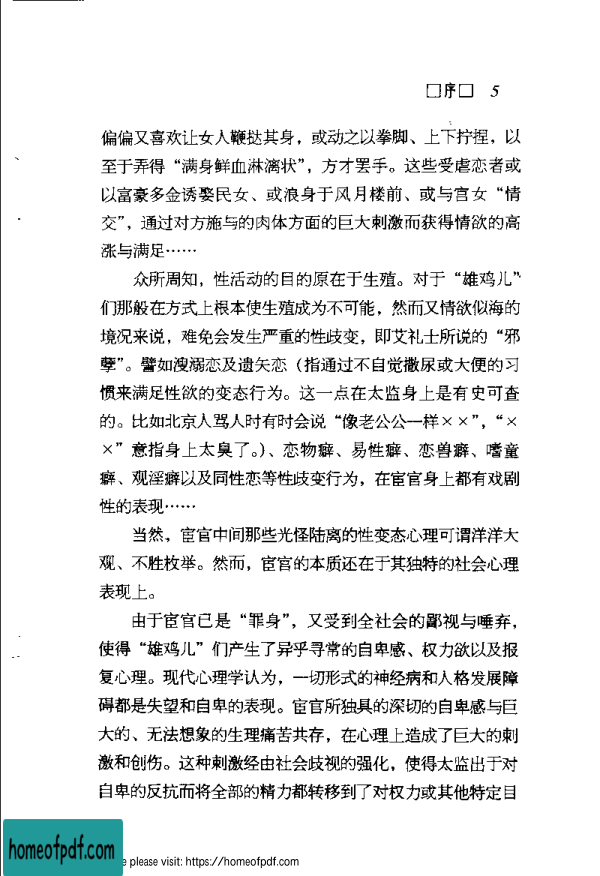 □序□ 5
偏偏又喜欢让女人鞭挞其身，或动之以拳脚、上下拧捏，以
至于弄得“满身鲜血淋漓状”，方才罢手。这些受虐恋者或
以富豪多金诱娶民女、或浪身于风月楼前、或与宫女“情
交”，通过对方施与的肉体方面的巨大刺激而获得情欲的高
涨与满足……
众所周知，性活动的目的原在于生殖。对于“雄鸡儿”
们那般在方式上根本使生殖成为不可能，然而又情欲似海的
境况来说，难免会发生严重的性歧变，即艾礼士所说的“邪
孽”。譬如溲溺恋及遗矢恋（指通过不自觉撒尿或大便的习
惯来满足性欲的变态行为。这一点在太监身上是有史可查
的。比如北京人骂人时有时会说“像老公公一样××”，“×
×”意指身上太臭了。）、恋物癖、易性癖、恋兽癖、嗜童
癖、观淫癖以及同性恋等性歧变行为，在宦官身上都有戏剧
性的表现……
当然，宦官中间那些光怪陆离的性变态心理可谓洋洋大
观、不胜枚举。然而，宦官的本质还在于其独特的社会心理
表现上。
由于宦官已是“罪身”，又受到全社会的鄙视与唾弃，
使得“雄鸡儿”们产生了异乎寻常的自卑感、权力欲以及报
复心理。现代心理学认为，一切形式的神经病和人格发展障
碍都是失望和自卑的表现。宦官所独具的深切的自卑感与巨
大的、无法想象的生理痛苦共存，在心理上造成了巨大的刺
激和创伤。这种刺激经由社会歧视的强化，使得太监出于对
自卑的反抗而将全部的精力都转移到了对权力或其他特定目
homeofpdf.com
e please visit: https://homeofpdf.com